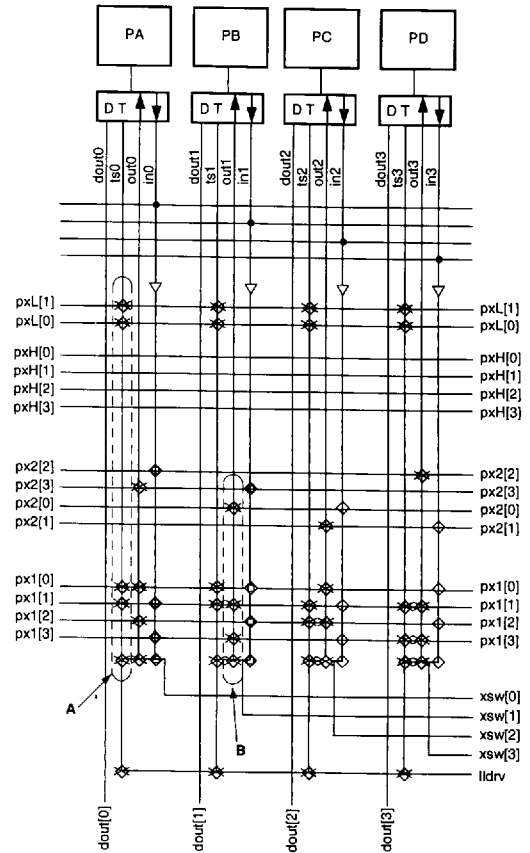 PA PB PC PD
D T D T D T D T
dout0 ts0 out0 in0 dout1 ts1 out1 in1 dout2 ts2 out2 in2 dout3 ts3 out3 in3
pxL[1] pxL[1]
pxL[0] pxL[0]
pxH[0] pxH[0]
pxH[1] pxH[1]
pxH[2] pxH[2]
pxH[3] pxH[3]
px2[2] px2[2]
px2[3] px2[3]
px2[0] px2[0]
px2[1] px2[1]
px1[0] px1[0]
px1[1] px1[1]
px1[2] px1[2]
px1[3] px1[3]
xsw[0]
A
xsw[1]
B
xsw[2]
xsw[3]
lldrv
dout[0] dout[1] dout[2] dout[3]